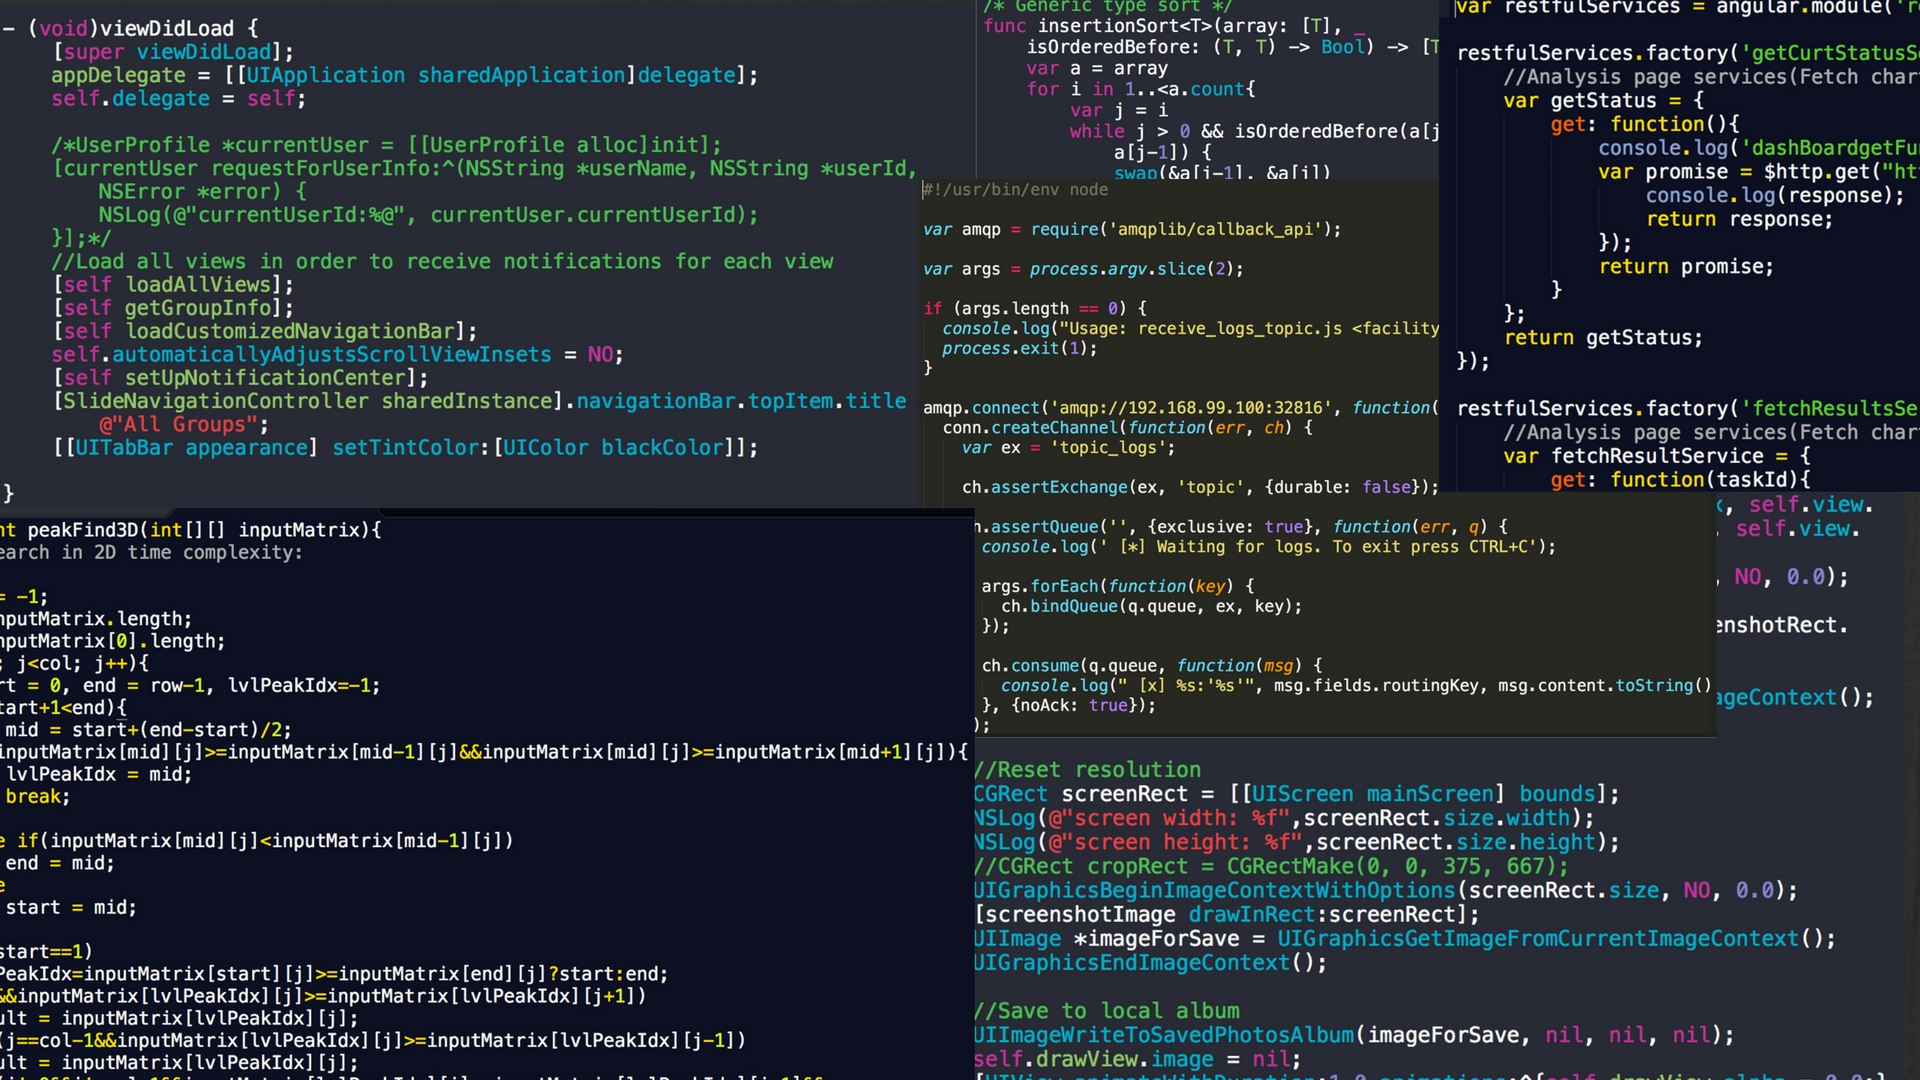 - (void)viewDidLoad {
[super viewDidLoad];
appDelegate = [[UIApplication sharedApplication]delegate];
self.delegate = self;
/*UserProfile *currentUser = [[UserProfile alloc]init];
[currentUser requestForUserInfo:^(NSString *userName, NSString *userId,
NSError *error) {
NSLog(@"currentUserId:%@", currentUser.currentUserId);
}];*/
//Load all views in order to receive notifications for each view
[self loadAllViews];
[self getGroupInfo];
[self loadCustomizedNavigationBar];
self.automaticallyAdjustsScrollViewInsets = NO;
[self setUpNotificationCenter];
[SlideNavigationController sharedInstance].navigationBar.topItem.title
@"All Groups";
[[UITabBar appearance] setTintColor:[UIColor blackColor]];
}
/* Generic type sort */
func insertionSort<T>(array: [T], _
isOrderedBefore: (T, T) -> Bool) -> [T
var a = array
for i in 1..<a.count{
var j = i
while j > 0 && isOrderedBefore(a[j
a[j-1]) {
swap(&a[j-1], &a[j])
var restfulServices = angular.module('r
restfulServices.factory('getCurtStatusS
//Analysis page services(Fetch char
var getStatus = {
get: function(){
console.log('dashBoardgetFu
var promise = $http.get("ht
console.log(response);
return response;
});
return promise;
}
};
return getStatus;
});
restfulServices.factory('fetchResultsSe
//Analysis page services(Fetch char
var fetchResultService = {
get: function(taskId){
#!/usr/bin/env node
var amqp = require('amqplib/callback_api');
var args = process.argv.slice(2);
if (args.length == 0) {
console.log("Usage: receive_logs_topic.js <facility
process.exit(1);
}
amqp.connect('amqp://192.168.99.100:32816', function(
conn.createChannel(function(err, ch) {
var ex = 'topic_logs';
ch.assertExchange(ex, 'topic', {durable: false});
h.assertQueue('', {exclusive: true}, function(err, q) {
console.log(' [*] Waiting for logs. To exit press CTRL+C');
args.forEach(function(key) {
ch.bindQueue(q.queue, ex, key);
});
ch.consume(q.queue, function(msg) {
console.log(" [x] %s:'%s'", msg.fields.routingKey, msg.content.toString()
}, {noAck: true});
);
nt peakFind3D(int[][] inputMatrix){
earch in 2D time complexity:
= -1;
nputMatrix.length;
nputMatrix[0].length;
; j<col; j++){
rt = 0, end = row-1, lvlPeakIdx=-1;
tart+1<end){
mid = start+(end-start)/2;
inputMatrix[mid][j]>=inputMatrix[mid-1][j]&&inputMatrix[mid][j]>=inputMatrix[mid+1][j]){
lvlPeakIdx = mid;
break;
e if(inputMatrix[mid][j]<inputMatrix[mid-1][j])
end = mid;
e
start = mid;
start==1)
PeakIdx=inputMatrix[start][j]>=inputMatrix[end][j]?start:end;
&&inputMatrix[lvlPeakIdx][j]>=inputMatrix[lvlPeakIdx][j+1])
ult = inputMatrix[lvlPeakIdx][j];
(j==col-1&&inputMatrix[lvlPeakIdx][j]>=inputMatrix[lvlPeakIdx][j-1])
ult = inputMatrix[lvlPeakIdx][j];
, self.view.
, self.view.
, NO, 0.0);
enshotRect.
ageContext();
//Reset resolution
CGRect screenRect = [[UIScreen mainScreen] bounds];
NSLog(@"screen width: %f",screenRect.size.width);
NSLog(@"screen height: %f",screenRect.size.height);
//CGRect cropRect = CGRectMake(0, 0, 375, 667);
UIGraphicsBeginImageContextWithOptions(screenRect.size, NO, 0.0);
[screenshotImage drawInRect:screenRect];
UIImage *imageForSave = UIGraphicsGetImageFromCurrentImageContext();
UIGraphicsEndImageContext();
//Save to local album
UIImageWriteToSavedPhotosAlbum(imageForSave, nil, nil, nil);
self.drawView.image = nil;